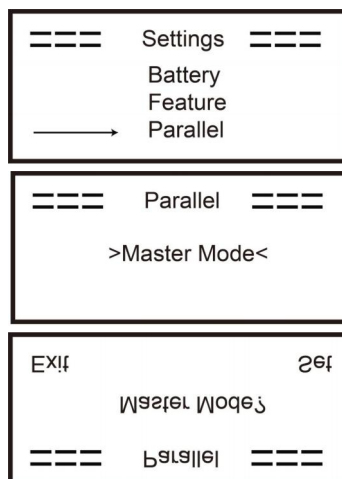 Settings
Battery
Feature
Parallel
Parallel
>Master Mode<
Parallel
Master Mode?
Exit Set